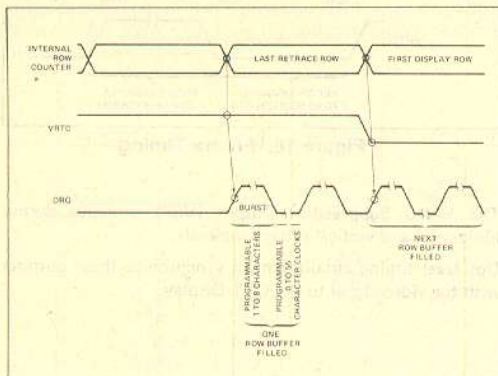 INTERNAL
ROW
COUNTER
LAST RETRACE ROW
FIRST DISPLAY ROW
VRTC
DRQ
BURST
PROGRAMMABLE
1 TO 8 CHARACTERS
PROGRAMMABLE
0 TO 55
CHARACTER CLOCKS
ONE
ROW BUFFER
FILLED
NEXT
ROW BUFFER
FILLED